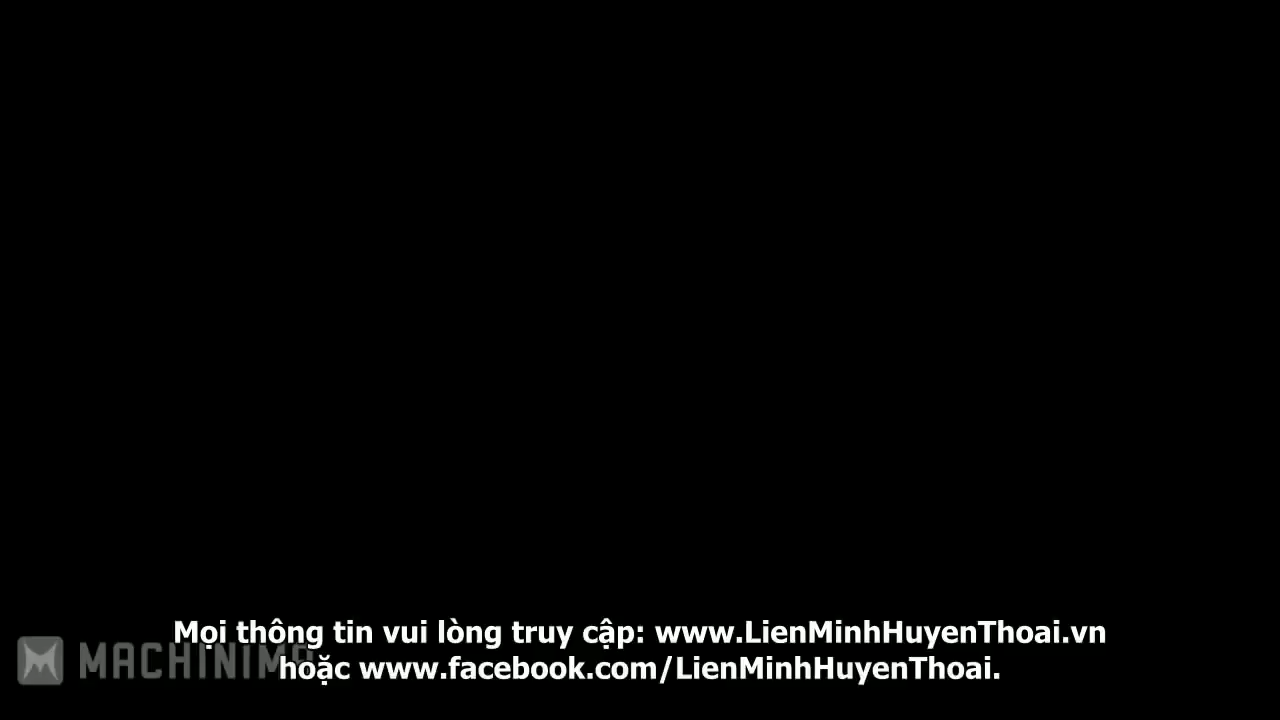 Mọi thông tin vui lòng truy cập: www.LienMinhHuyenThoai.vn
hoặc www.facebook.com/LienMinhHuyenThoai.
MACHINIMA